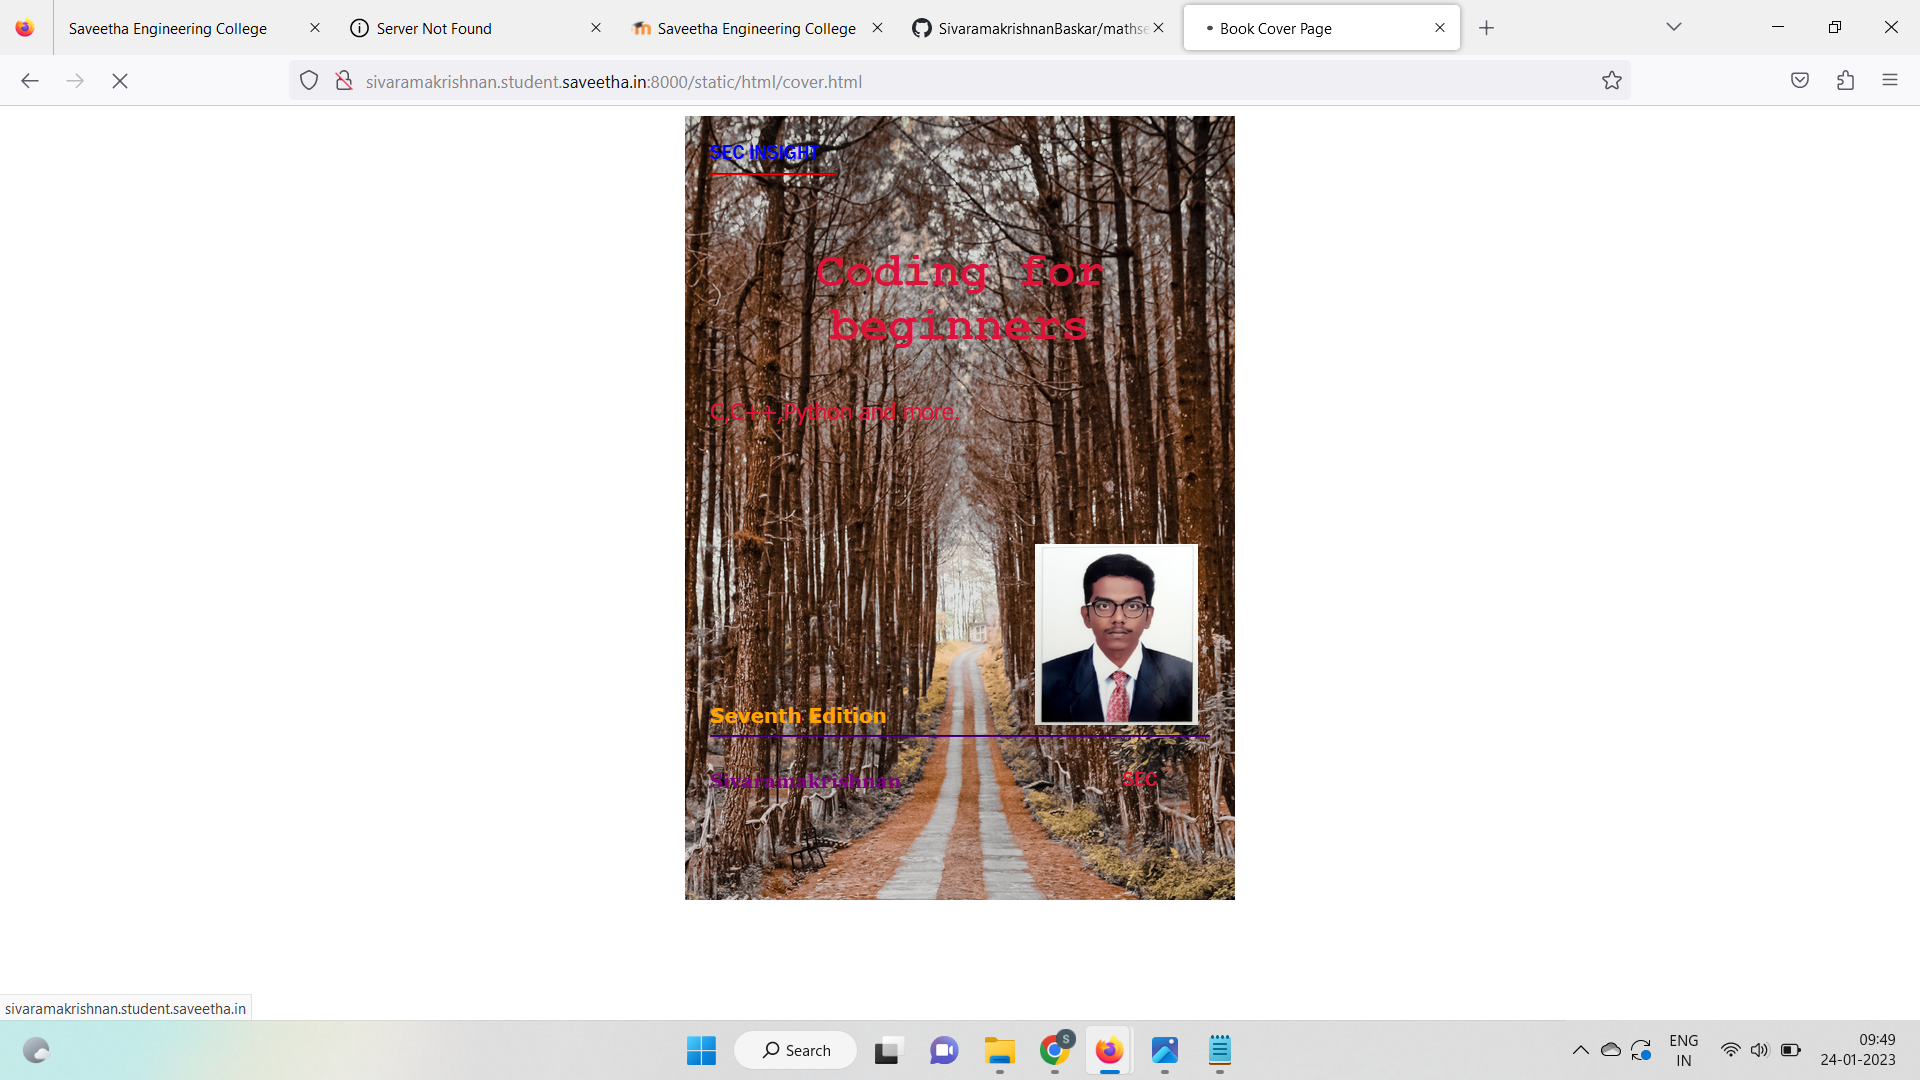 Saveetha Engineering College
Server Not Found
Saveetha Engineering College
SivaramakrishnanBaskar/mathse
Book Cover Page
sivaramakrishnan.student.saveetha.in:8000/static/html/cover.html
SEC INSIGHT
Coding for
beginners
C,C++,Python and more.
Seventh Edition
Sivaramakrishnan
SEC
sivaramakrishnan.student.saveetha.in
Search
S
ENG
IN
09:49
24-01-2023